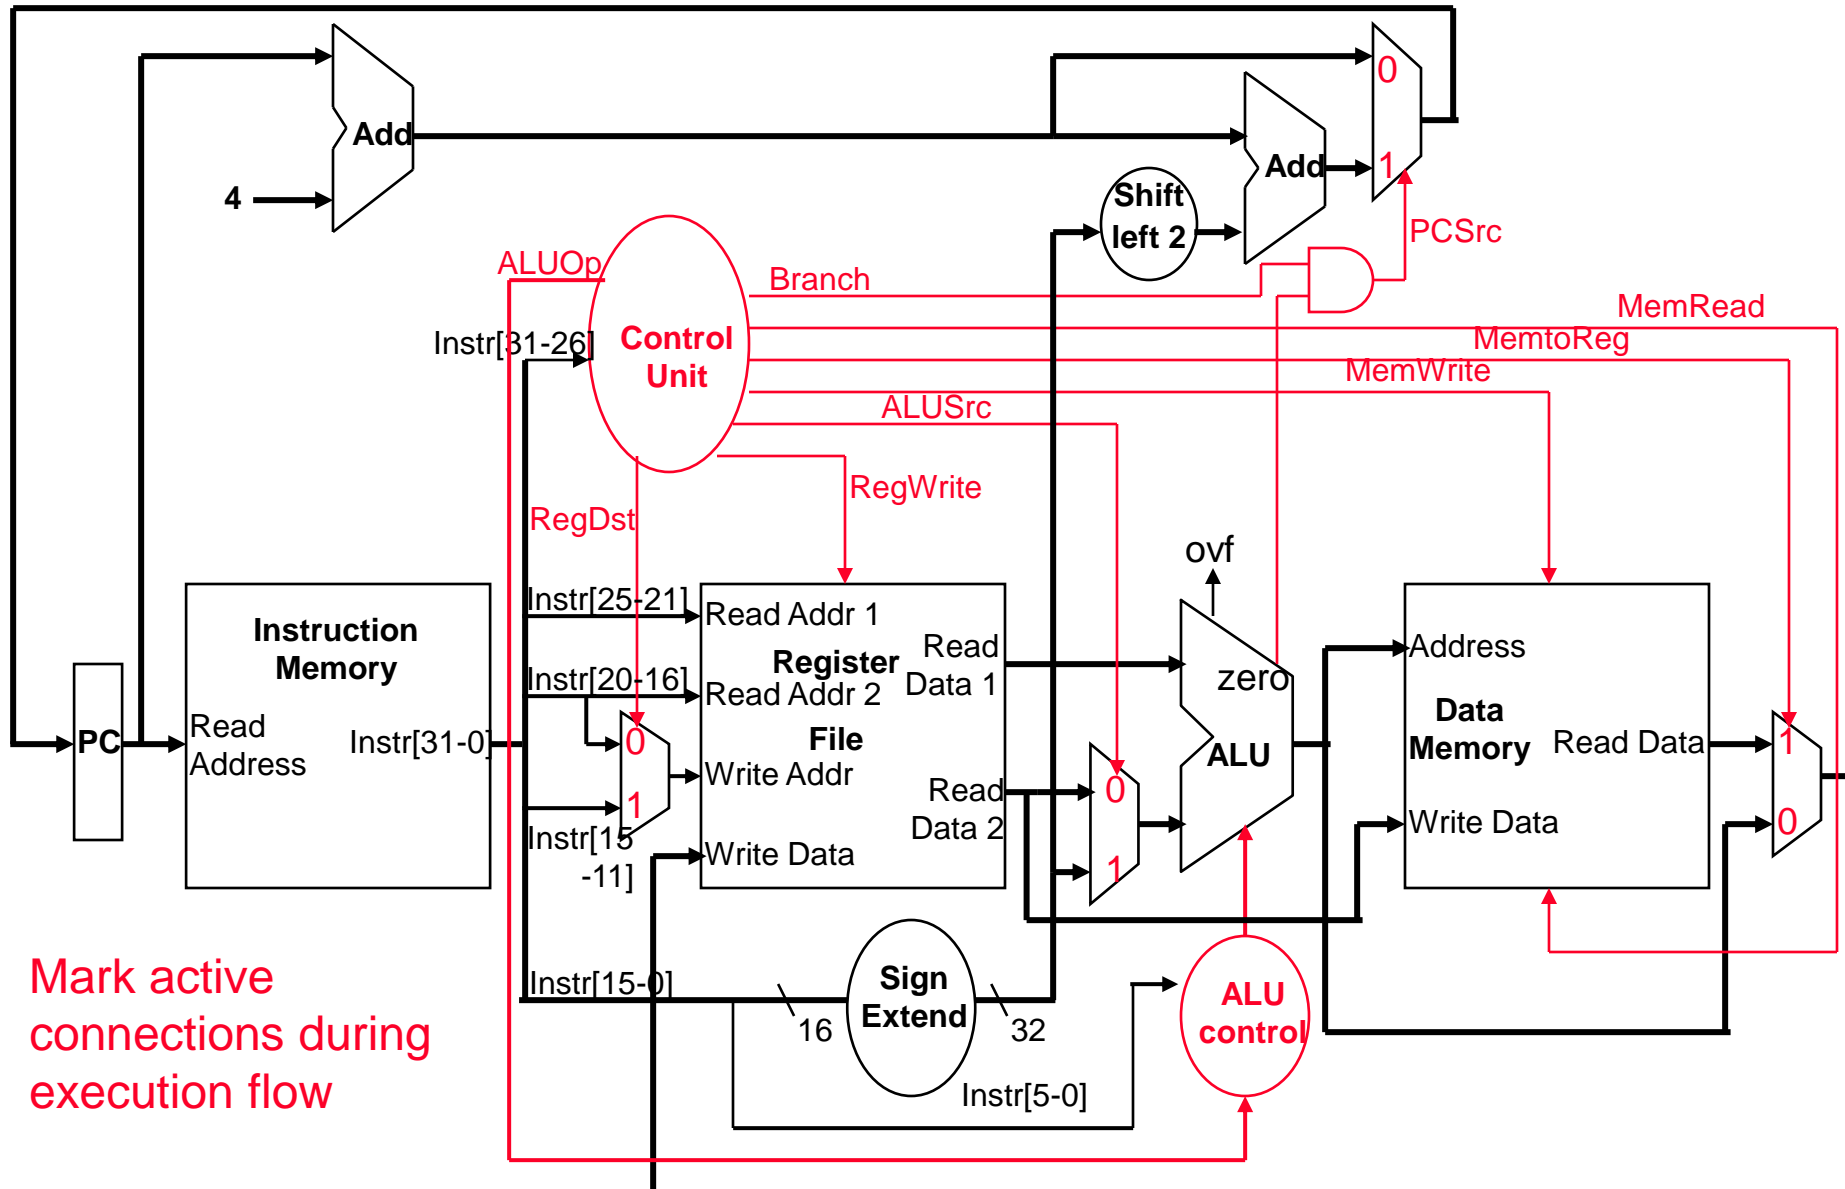 0
Add
Add
1
4
Shift
left 2
PCSrc
ALUOp
Branch
MemRead
Instr[31-26]
Control
Unit
MemtoReg
MemWrite
ALUSrc
RegWrite
RegDst
ovf
Instr[25-21]
Read Addr 1
Instruction
Memory
Register
Read
Data 1
Address
Instr[20-16]
Read Addr 2
zero
Data
Memory
PC
Read
Address
Instr[31-0]
0
File
ALU
Read Data
1
Write Addr
1
Read
Data 2
0
Write Data
0
Instr[15
-11]
Write Data
1
Mark active
connections during
execution flow
Instr[15-0]
16
Sign
Extend
32
ALU
control
Instr[5-0]